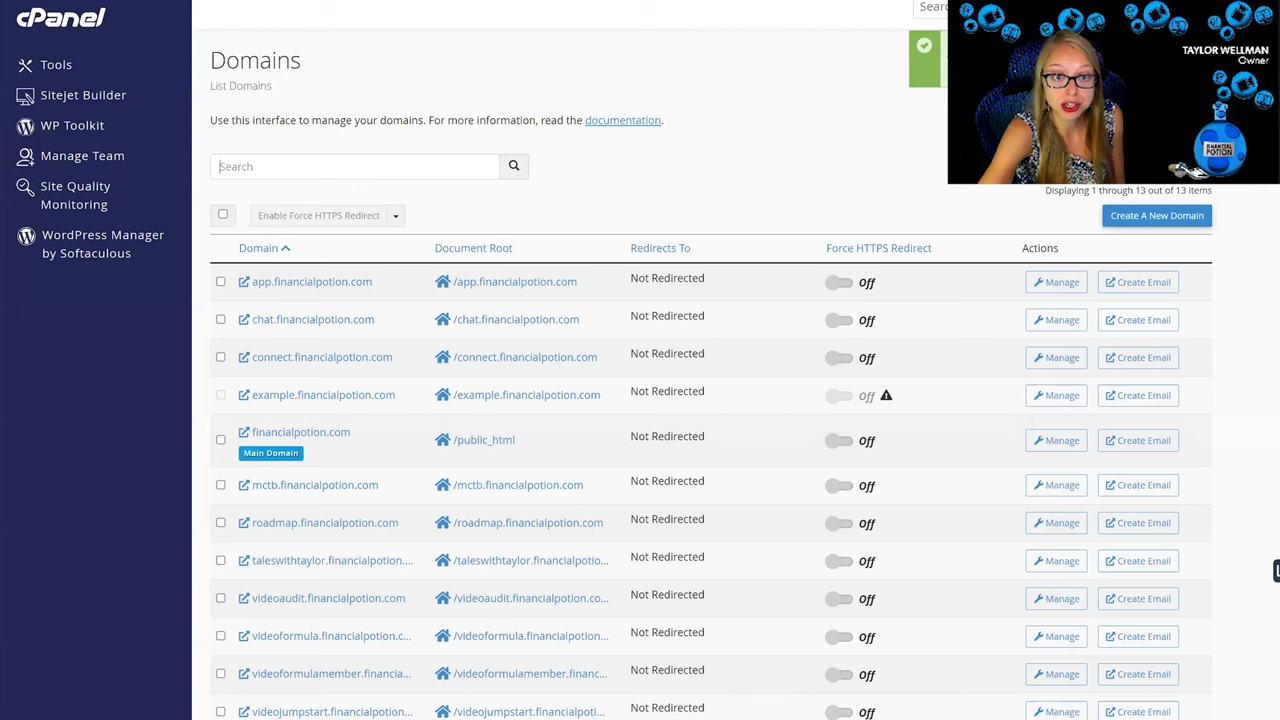 cPanel
Sear
TAYLOR WELLMAN
Owner
FINANCIAL
POTION
Tools
Sitejet Builder
WP Toolkit
Manage Team
Site Quality
Monitoring
WordPress Manager
by Softaculous
Domains
List Domains
Use this interface to manage your domains. For more information, read the documentation.
Search
Displaying 1 through 13 out of 13 items
Enable Force HTTPS Redirect
Create A New Domain
Domain Document Root Redirects To Force HTTPS Redirect Actions
app.financialpotion.com /app.financialpotion.com Not Redirected Off Manage Create Email
chat.financialpotion.com /chat.financialpotion.com Not Redirected Off Manage Create Email
connect.financialpotion.com /connect.financialpotion.com Not Redirected Off Manage Create Email
example.financialpotion.com /example.financialpotion.com Not Redirected Off Manage Create Email
financialpotion.com /public_html Not Redirected Off Manage Create Email
Main Domain
mctb.financialpotion.com /mctb.financialpotion.com Not Redirected Off Manage Create Email
roadmap.financialpotion.com /roadmap.financialpotion.com Not Redirected Off Manage Create Email
taleswithtaylor.financialpotion.... /taleswithtaylor.financialpotio... Not Redirected Off Manage Create Email
videoaudit.financialpotion.com /videoaudit.financialpotion.co... Not Redirected Off Manage Create Email
videoformula.financialpotion.c... /videoformula.financialpotion... Not Redirected Off Manage Create Email
videoformulamember.financia... /videoformulamember.financ... Not Redirected Off Manage Create Email
videojumpstart.financialpotion... /videojumpstart.financialpoti... Not Redirected Off Manage Create Email